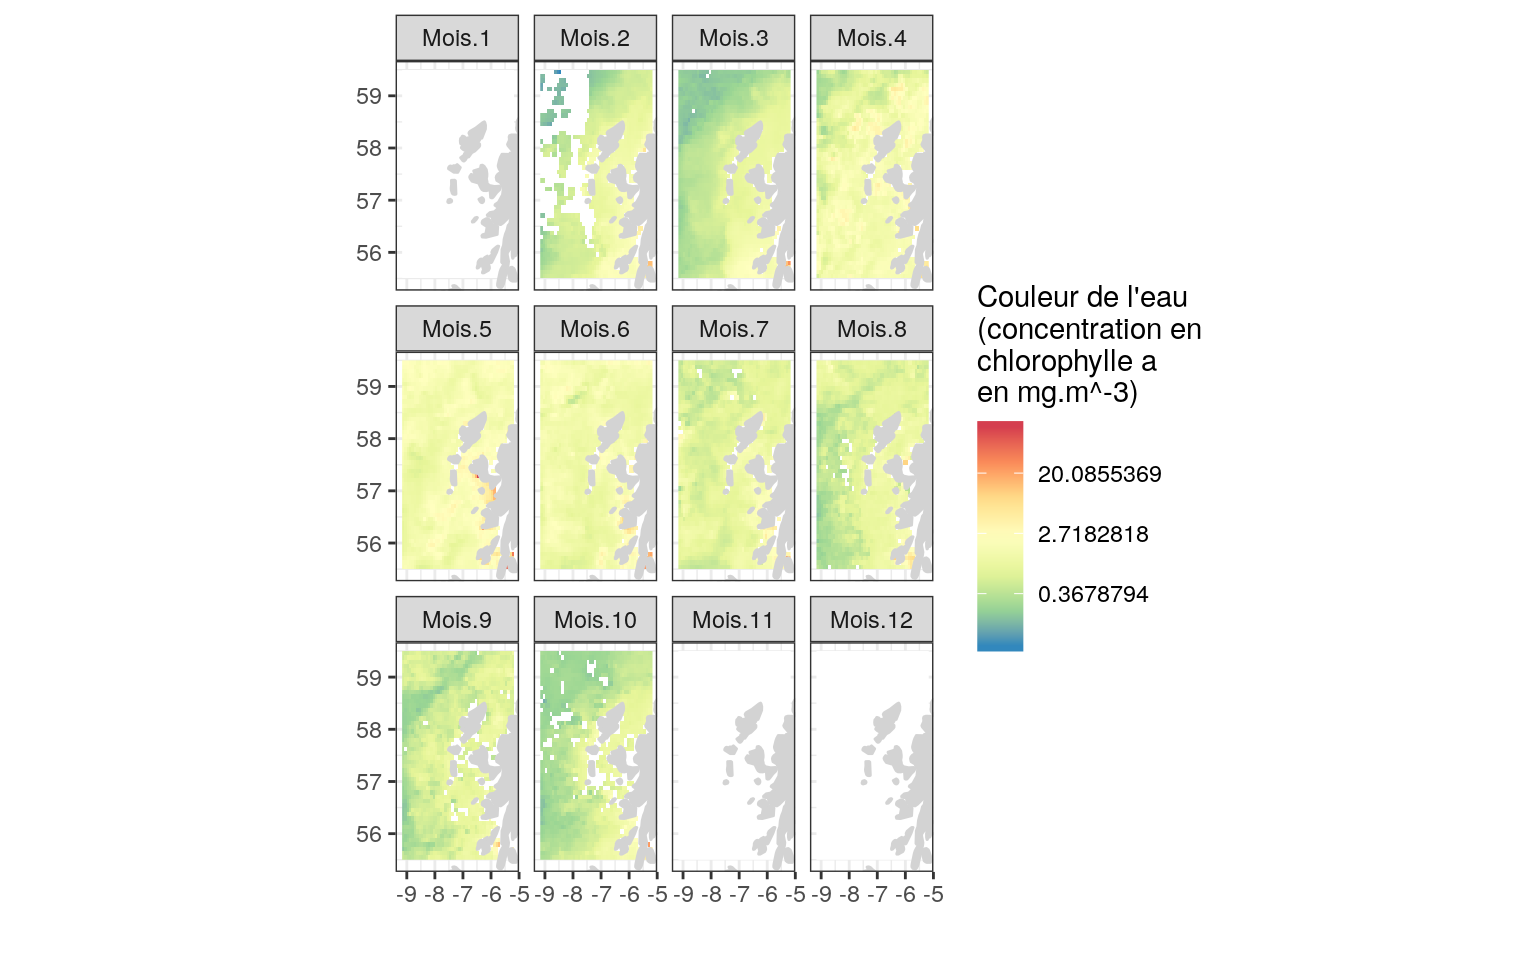 Mois.1 Mois.2 Mois.3 Mois.4
59
58
57
56
Mois.5 Mois.6 Mois.7 Mois.8
59
58
57
56
Mois.9 Mois.10 Mois.11 Mois.12
59
58
57
56
-9 -8 -7 -6 -5 -9 -8 -7 -6 -5 -9 -8 -7 -6 -5 -9 -8 -7 -6 -5
Couleur de l'eau
(concentration en
chlorophylle a
en mg.m^-3)
20.0855369
2.7182818
0.3678794